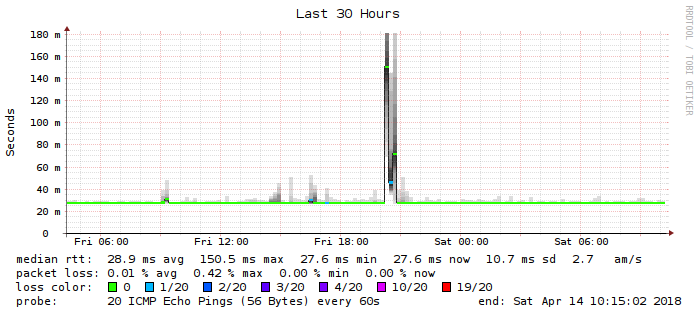 Last 30 Hours
RRDTOOL / TOBI OETIKER
Seconds
180 m
160 m
140 m
120 m
100 m
80 m
60 m
40 m
20 m
0
Fri 06:00 Fri 12:00 Fri 18:00 Sat 00:00 Sat 06:00
median rtt: 28.9 ms avg 150.5 ms max 27.6 ms min 27.6 ms now 10.7 ms sd 2.7 am/s
packet loss: 0.01 % avg 0.42 % max 0.00 % min 0.00 % now
loss color: 0 1/20 2/20 3/20 4/20 10/20 19/20
probe: 20 ICMP Echo Pings (56 Bytes) every 60s end: Sat Apr 14 10:15:02 2018